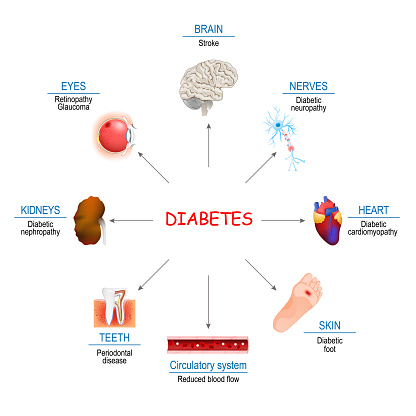 BRAIN
Stroke
EYES
Retinopathy
Glaucoma
NERVES
Diabetic
neuropathy
KIDNEYS
Diabetic
nephropathy
DIABETES
HEART
Diabetic
cardiomyopathy
TEETH
Periodontal
disease
Circulatory system
Reduced blood flow
SKIN
Diabetic
foot